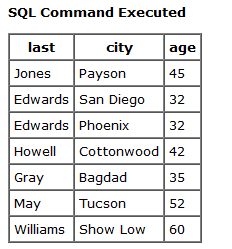 SQL Command Executed
last city age
Jones Payson 45
Edwards San Diego 32
Edwards Phoenix 32
Howell Cottonwood 42
Gray Bagdad 35
May Tucson 52
Williams Show Low 60